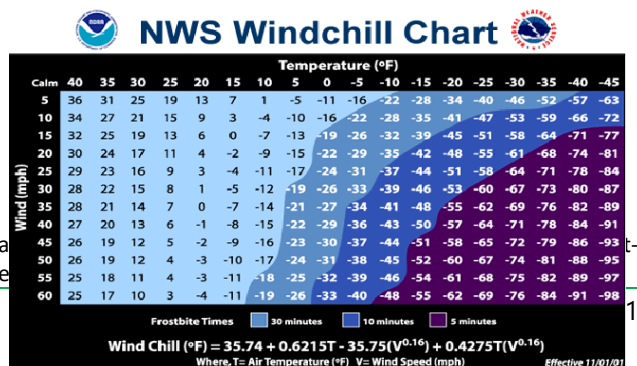 NWS Windchill Chart
Temperature (ºF)
Calm 40 35 30 25 20 15 10 5 0 -5 -10 -15 -20 -25 -30 -35 -40 -45
5 36 31 25 19 13 7 1 -5 -11 -16 -22 -28 -34 -40 -46 -52 -57 -63
10 34 27 21 15 9 3 -4 -10 -16 -22 -28 -35 -41 -47 -53 -59 -66 -72
15 32 25 19 13 6 0 -7 -13 -19 -26 -32 -39 -45 -51 -58 -64 -71 -77
20 30 24 17 11 4 -2 -9 -15 -22 -29 -35 -42 -48 -55 -61 -68 -74 -81
25 29 23 16 9 3 -4 -11 -17 -24 -31 -37 -44 -51 -58 -64 -71 -78 -84
30 28 22 15 8 1 -5 -12 -19 -26 -33 -39 -46 -53 -60 -67 -73 -80 -87
35 28 21 14 7 0 -7 -14 -21 -27 -34 -41 -48 -55 -62 -69 -76 -82 -89
40 27 20 13 6 -1 -8 -15 -22 -29 -36 -43 -50 -57 -64 -71 -78 -84 -91
45 26 19 12 5 -2 -9 -16 -23 -30 -37 -44 -51 -58 -65 -72 -79 -86 -93
50 26 19 12 4 -3 -10 -17 -24 -31 -38 -45 -52 -60 -67 -74 -81 -88 -95
55 25 18 11 4 -3 -11 -18 -25 -32 -39 -46 -54 -61 -68 -75 -82 -89 -97
60 25 17 10 3 -4 -11 -19 -26 -33 -40 -48 -55 -62 -69 -76 -84 -91 -98
Wind (mph)
Frostbite Times 30 minutes 10 minutes 5 minutes
Wind Chill (ºF) = 35.74 + 0.6215T - 35.75(V0.16) + 0.4275T(V0.16)
Where, T= Air Temperature (ºF) V= Wind Speed (mph)
Effective 11/01/01
1